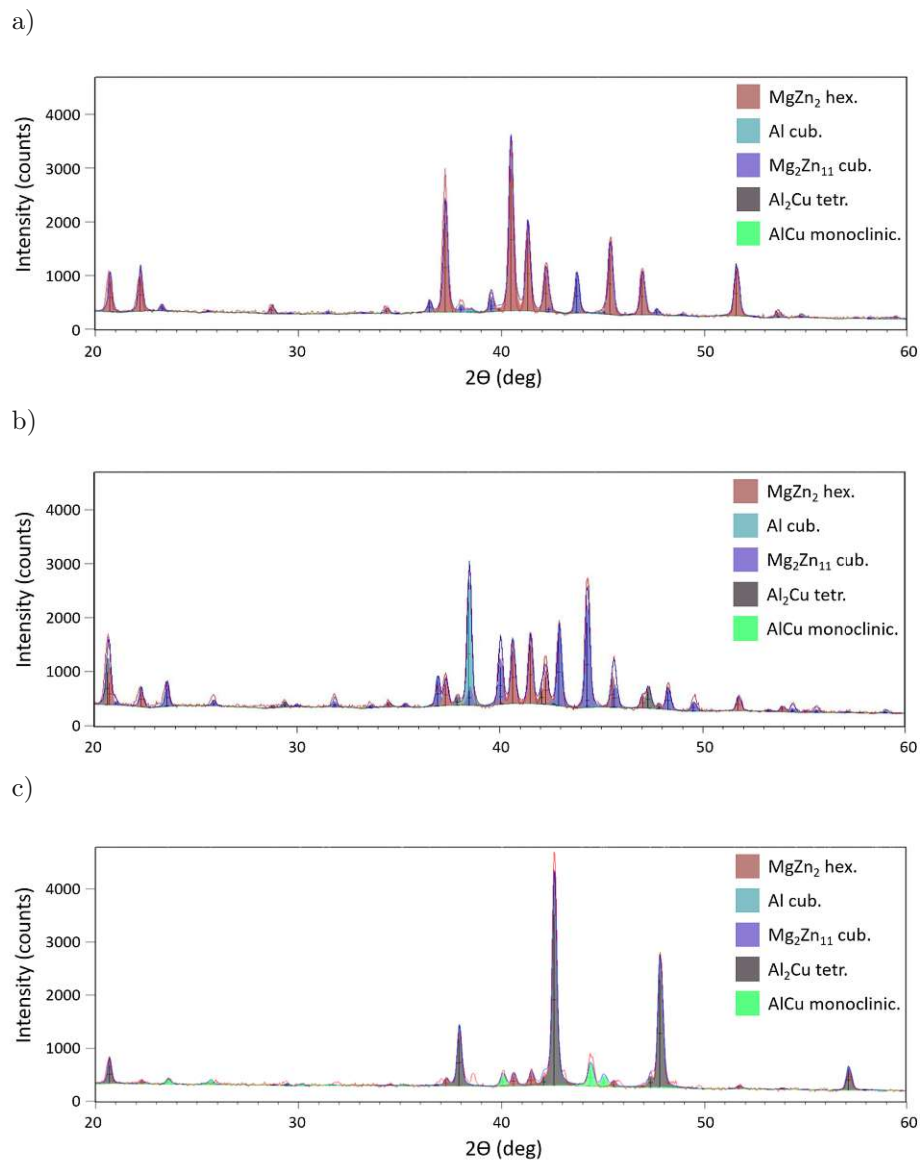 a)
4000
3000
2000
1000
0
Intensity (counts)
MgZn₂ hex.
Al cub.
Mg₂Zn₁₁ cub.
Al₂Cu tetr.
AlCu monoclinic.
20 30 40 50 60
2Θ (deg)
b)
4000
3000
2000
1000
0
Intensity (counts)
MgZn₂ hex.
Al cub.
Mg₂Zn₁₁ cub.
Al₂Cu tetr.
AlCu monoclinic.
20 30 40 50 60
c)
4000
3000
2000
1000
0
Intensity (counts)
MgZn₂ hex.
Al cub.
Mg₂Zn₁₁ cub.
Al₂Cu tetr.
AlCu monoclinic.
20 30 40 50 60
2Θ (deg)